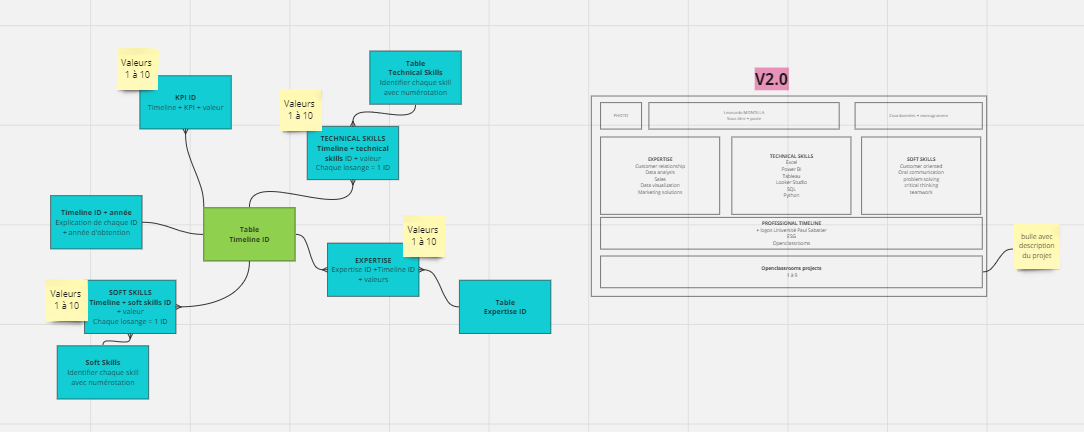 Valeurs
1 à 10
KPI ID
Timeline + KPI + valeur
Table
Technical Skills
Identifier chaque skill
avec numérotation
Valeurs
1 à 10
TECHNICAL SKILLS
Timeline + technical
skills ID + valeur
Chaque losange = 1 ID
Timeline ID + année
Explication de chaque ID
+ année d'obtention
Table
Timeline ID
Valeurs
1 à 10
EXPERTISE
Expertise ID +Timeline ID
+ valeurs
Table
Expertise ID
Valeurs
1 à 10
SOFT SKILLS
Timeline + soft skills ID
+ valeur
Chaque losange = 1 ID
Soft Skills
Identifier chaque skill
avec numérotation
V2.0
PHOTO
Sous-titre + poste
Coordonnées +
EXPERTISE
Customer relationship
Data analysis
Sales
Data visualization
Marketing solutions
TECHNICAL SKILLS
Excel
Power BI
Tableau
Looker Studio
SQL
Python
SOFT SKILLS
Customer oriented
Oral communication
problem-solving
critical thinking
teamwork
PROFESSIONAL TIMELINE
+ logos Université Paul Sabatier
ESG
Openclassrooms
Openclassrooms projects
1 à 8
bulle avec
description
du projet